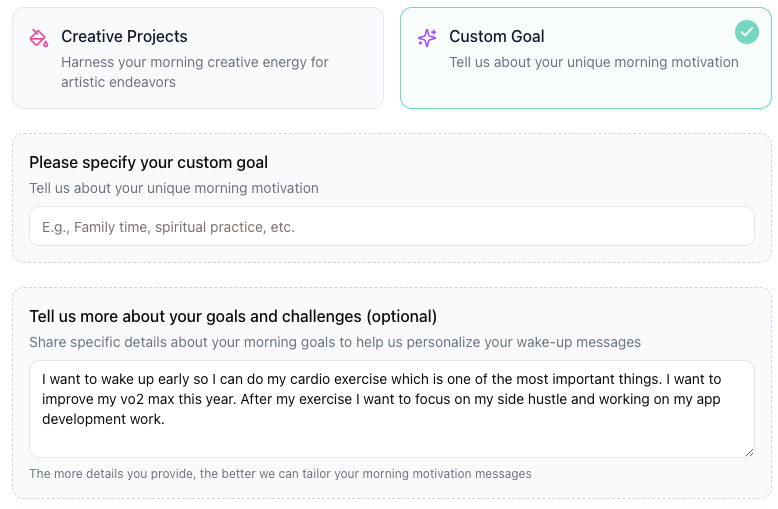 Creative Projects
Harness your morning creative energy for
artistic endeavors
Custom Goal
Tell us about your unique morning motivation
Please specify your custom goal
Tell us about your unique morning motivation
E.g., Family time, spiritual practice, etc.
Tell us more about your goals and challenges (optional)
Share specific details about your morning goals to help us personalize your wake-up messages
I want to wake up early so I can do my cardio exercise which is one of the most important things. I want to
improve my vo2 max this year. After my exercise I want to focus on my side hustle and working on my app
development work.
The more details you provide, the better we can tailor your morning motivation messages